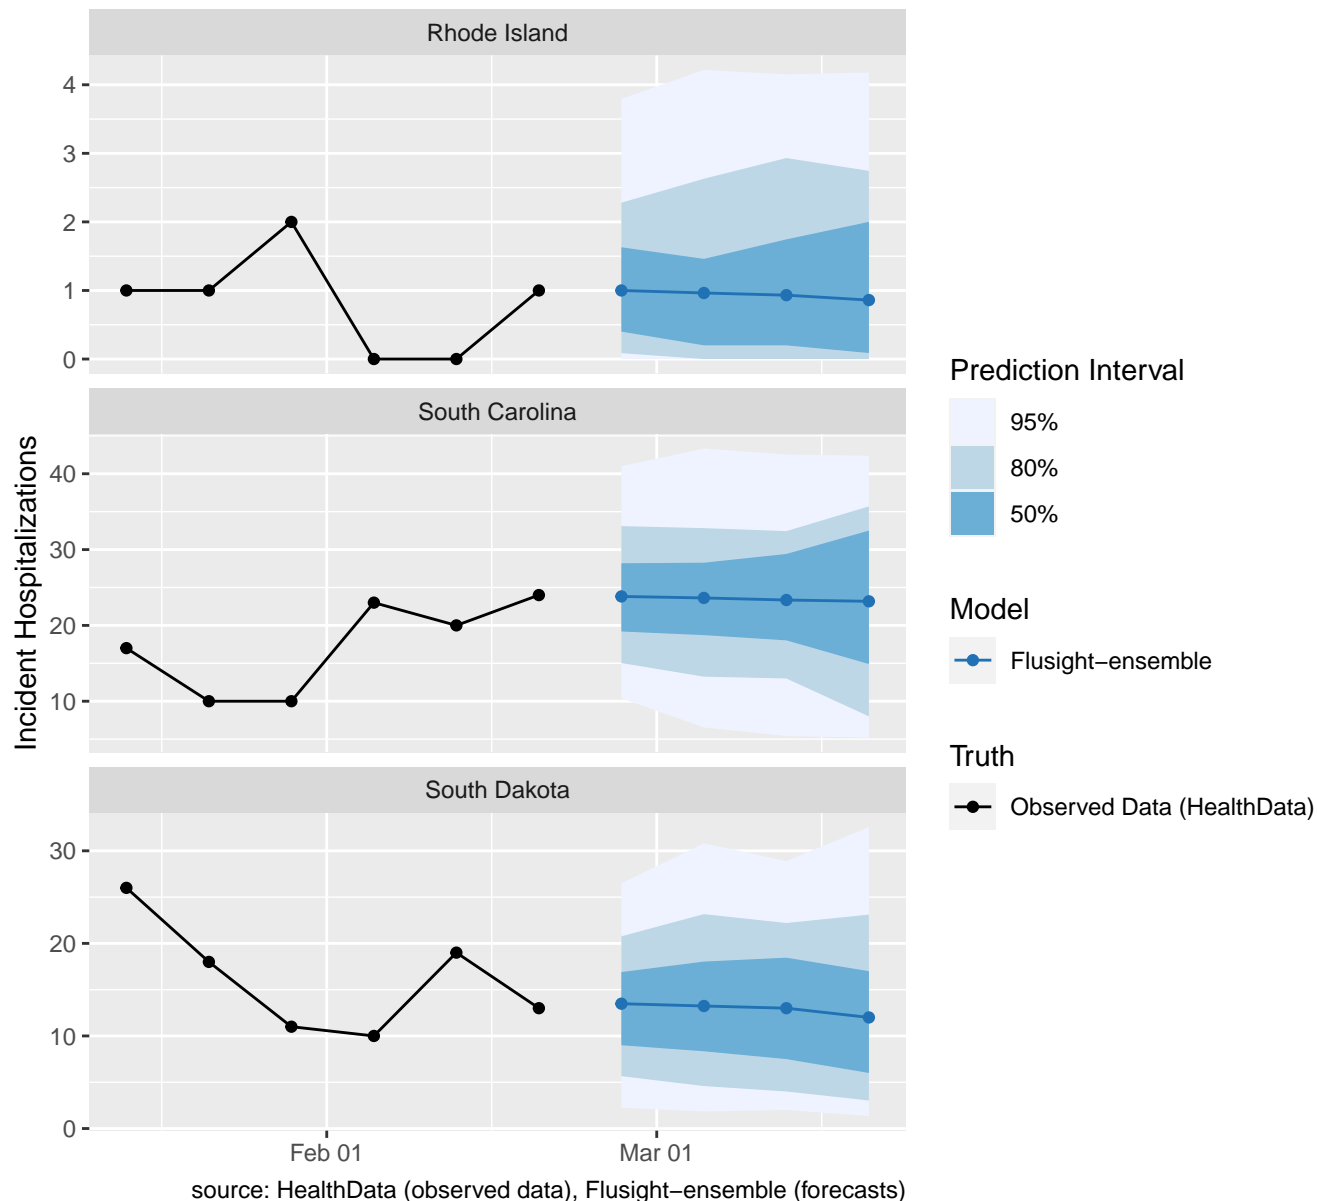 Rhode Island
4
3
2
1
0
South Carolina
40
30
20
10
South Dakota
30
20
10
0
Feb 01
Mar 01
Incident Hospitalizations
source: HealthData (observed data), Flusight−ensemble (forecasts)
Prediction Interval
95%
80%
50%
Model
Flusight−ensemble
Truth
Observed Data (HealthData)